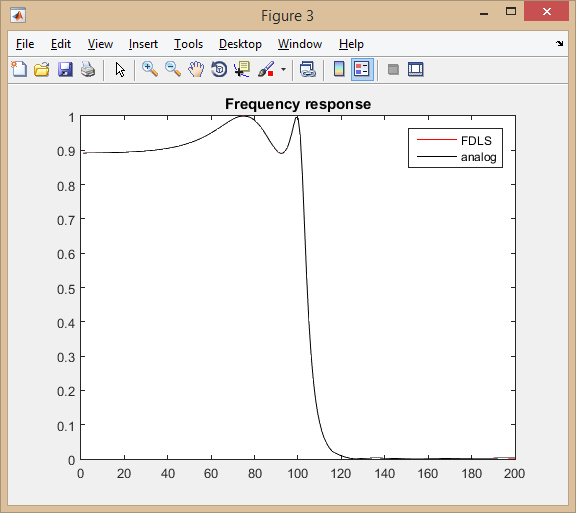 Figure 3
File Edit View Insert Tools Desktop Window Help
Frequency response
1
0.9
0.8
0.7
0.6
0.5
0.4
0.3
0.2
0.1
0
FDLS
analog
0 20 40 60 80 100 120 140 160 180 200